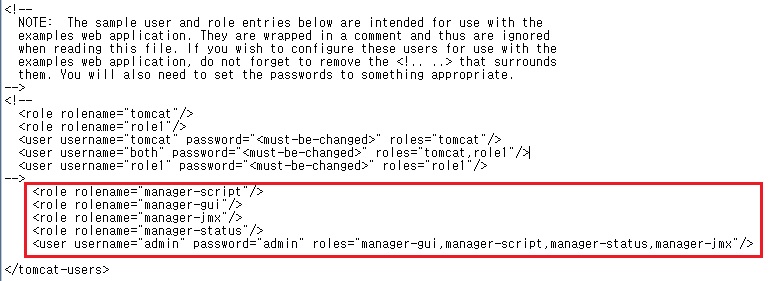 <!--
NOTE:  The sample user and role entries below are intended for use with the
examples web application. They are wrapped in a comment and thus are ignored
when reading this file. If you wish to configure these users for use with the
examples web application, do not forget to remove the <!.. ..> that surrounds
them. You will also need to set the passwords to something appropriate.
-->
<!--
<role rolename="tomcat"/>
<role rolename="role1"/>
<user username="tomcat" password="<must-be-changed>" roles="tomcat"/>
<user username="both" password="<must-be-changed>" roles="tomcat,role1"/>
<user username="role1" password="<must-be-changed>" roles="role1"/>
-->
<role rolename="manager-script"/>
<role rolename="manager-gui"/>
<role rolename="manager-jmx"/>
<role rolename="manager-status"/>
<user username="admin" password="admin" roles="manager-gui,manager-script,manager-status,manager-jmx"/>
</tomcat-users>